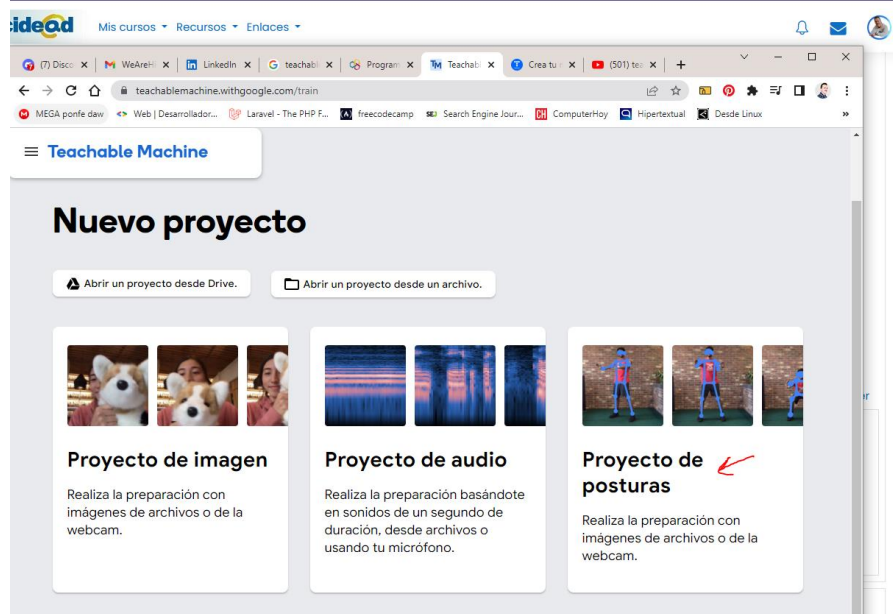 cidead
Mis cursos Recursos Enlaces
(7) Disco WeAreH LinkedIn teachabl Program Teachabl Crea tu (501) tea
teachablemachine.withgoogle.com/train
MEGA ponfe daw Web | Desarrollador... Laravel - The PHP F... freecodecamp Search Engine Jour... ComputerHoy Hipertextual Desde Linux »
Teachable Machine
Nuevo proyecto
Abrir un proyecto desde Drive. Abrir un proyecto desde un archivo.
Proyecto de imagen
Realiza la preparación con
imágenes de archivos o de la
webcam.
Proyecto de audio
Realiza la preparación basándote
en sonidos de un segundo de
duración, desde archivos o
usando tu micrófono.
Proyecto de
posturas
Realiza la preparación con
imágenes de archivos o de la
webcam.